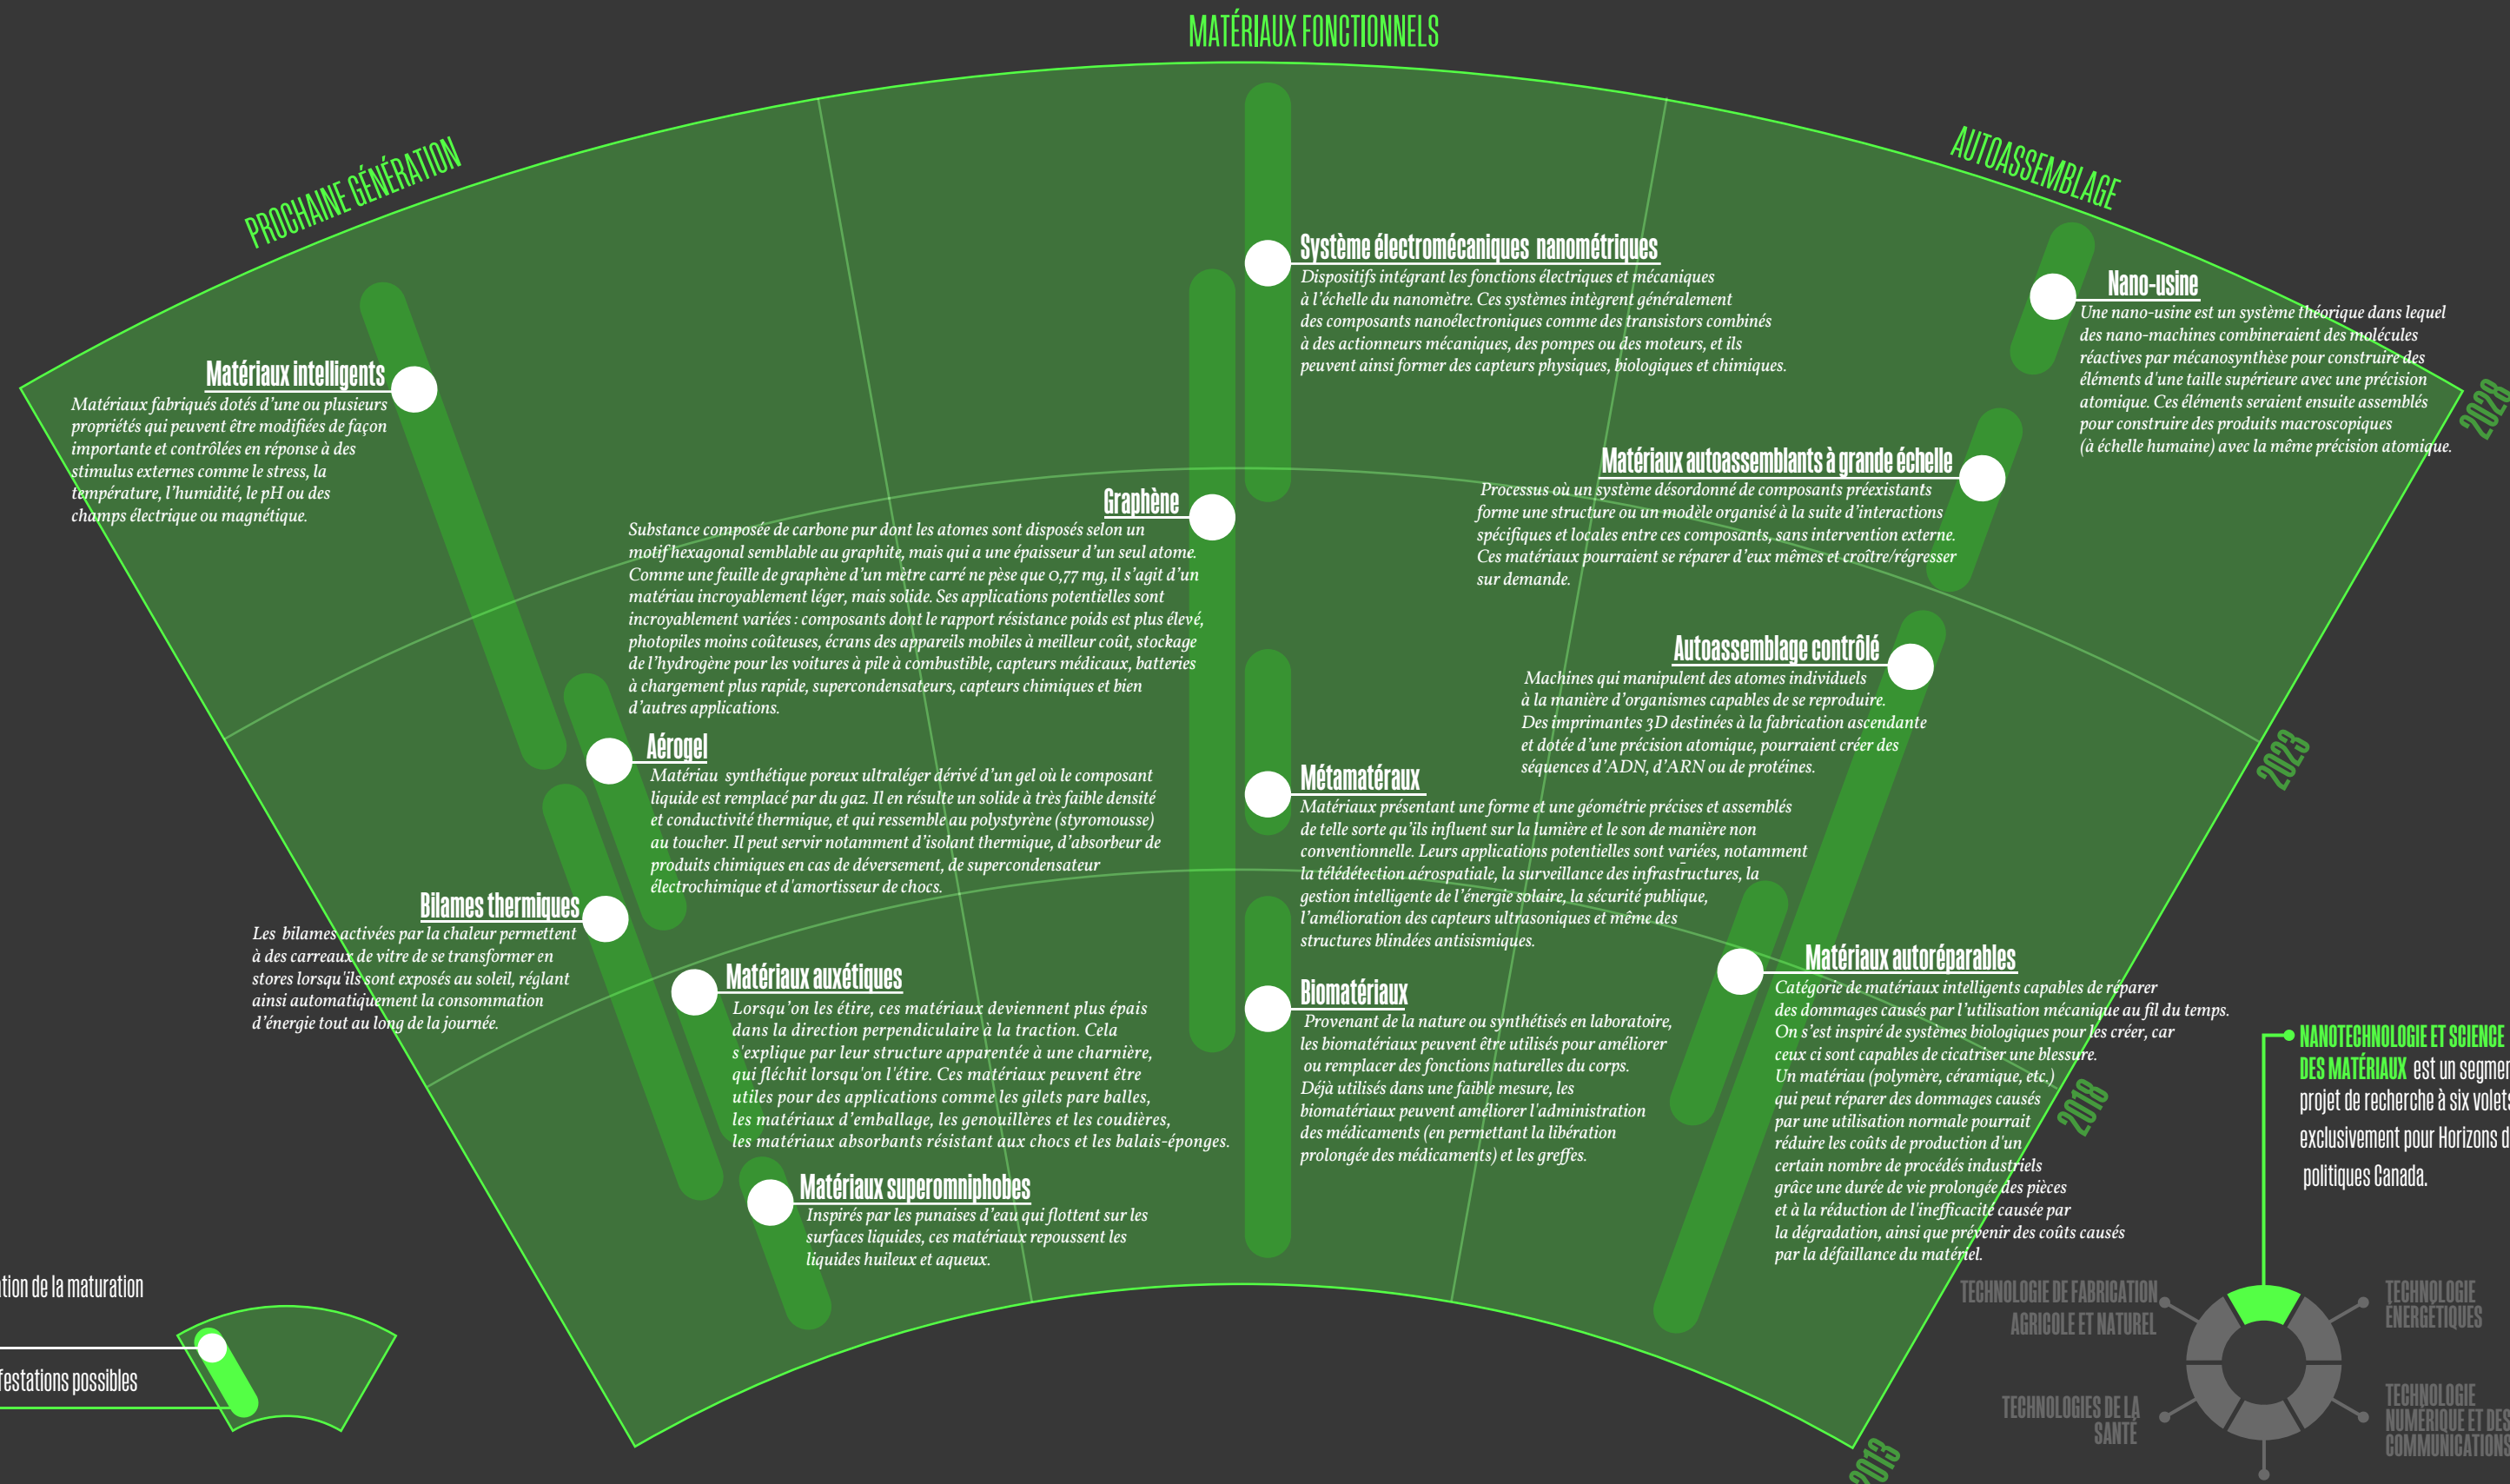 MATÉRIAUX FONCTIONNELS
PROCHAINE GÉNÉRATION
AUTOASSEMBLAGE
Système électromécaniques nanométriques
Dispositifs intégrant les fonctions électriques et mécaniques
à l’échelle du nanomètre. Ces systèmes intègrent généralement
des composants nanoélectroniques comme des transistors combinés
à des actionneurs mécaniques, des pompes ou des moteurs, et ils
peuvent ainsi former des capteurs physiques, biologiques et chimiques.
Nano-usine
Une nano-usine est un système théorique dans lequel
des nano-machines combineraient des molécules
réactives par mécanosynthèse pour construire des
éléments d'une taille supérieure avec une précision
atomique. Ces éléments seraient ensuite assemblés
pour construire des produits macroscopiques
(à échelle humaine) avec la même précision atomique.
2028
Matériaux intelligents
Matériaux fabriqués dotés d’une ou plusieurs
propriétés qui peuvent être modifiées de façon
importante et contrôlées en réponse à des
stimulus externes comme le stress, la
température, l’humidité, le pH ou des
champs électrique ou magnétique.
Matériaux autoassemblants à grande échelle
Processus où un système désordonné de composants préexistants
forme une structure ou un modèle organisé à la suite d’interactions
spécifiques et locales entre ces composants, sans intervention externe.
Ces matériaux pourraient se réparer d’eux mêmes et croître/régresser
sur demande.
Graphène
Substance composée de carbone pur dont les atomes sont disposés selon un
motif hexagonal semblable au graphite, mais qui a une épaisseur d’un seul atome.
Comme une feuille de graphène d’un mètre carré ne pèse que 0,77 mg, il s’agit d’un
matériau incroyablement léger, mais solide. Ses applications potentielles sont
incroyablement variées : composants dont le rapport résistance poids est plus élevé,
photopiles moins coûteuses, écrans des appareils mobiles à meilleur coût, stockage
de l’hydrogène pour les voitures à pile à combustible, capteurs médicaux, batteries
à chargement plus rapide, supercondensateurs, capteurs chimiques et bien
d’autres applications.
Autoassemblage contrôlé
Machines qui manipulent des atomes individuels
à la manière d’organismes capables de se reproduire.
Des imprimantes 3D destinées à la fabrication ascendante
et dotée d’une précision atomique, pourraient créer des
séquences d’ADN, d’ARN ou de protéines.
2023
Aérogel
Matériau synthétique poreux ultraléger dérivé d’un gel où le composant
liquide est remplacé par du gaz. Il en résulte un solide à très faible densité
et conductivité thermique, et qui ressemble au polystyrène (styromousse)
au toucher. Il peut servir notamment d’isolant thermique, d’absorbeur de
produits chimiques en cas de déversement, de supercondensateur
électrochimique et d'amortisseur de chocs.
Métamatéraux
Matériaux présentant une forme et une géométrie précises et assemblés
de telle sorte qu’ils influent sur la lumière et le son de manière non
conventionnelle. Leurs applications potentielles sont variées, notamment
la télédétection aérospatiale, la surveillance des infrastructures, la
gestion intelligente de l’énergie solaire, la sécurité publique,
l’amélioration des capteurs ultrasoniques et même des
structures blindées antisismiques.
Bilames thermiques
Les bilames activées par la chaleur permettent
à des carreaux de vitre de se transformer en
stores lorsqu'ils sont exposés au soleil, réglant
ainsi automatiquement la consommation
d’énergie tout au long de la journée.
Matériaux auxétiques
Lorsqu’on les étire, ces matériaux deviennent plus épais
dans la direction perpendiculaire à la traction. Cela
s'explique par leur structure apparentée à une charnière,
qui fléchit lorsqu'on l'étire. Ces matériaux peuvent être
utiles pour des applications comme les gilets pare balles,
les matériaux d’emballage, les genouillères et les coudières,
les matériaux absorbants résistant aux chocs et les balais-éponges.
Biomatériaux
Provenant de la nature ou synthétisés en laboratoire,
les biomatériaux peuvent être utilisés pour améliorer
ou remplacer des fonctions naturelles du corps.
Déjà utilisés dans une faible mesure, les
biomatériaux peuvent améliorer l'administration
des médicaments (en permettant la libération
prolongée des médicaments) et les greffes.
Matériaux autoréparables
Catégorie de matériaux intelligents capables de réparer
des dommages causés par l’utilisation mécanique au fil du temps.
On s’est inspiré de systèmes biologiques pour les créer, car
ceux ci sont capables de cicatriser une blessure.
Un matériau (polymère, céramique, etc.)
qui peut réparer des dommages causés
par une utilisation normale pourrait
réduire les coûts de production d'un
certain nombre de procédés industriels
grâce une durée de vie prolongée des pièces
et à la réduction de l'inefficacité causée par
la dégradation, ainsi que prévenir des coûts causés
par la défaillance du matériel.
2018
Matériaux superomniphobes
Inspirés par les punaises d’eau qui flottent sur les
surfaces liquides, ces matériaux repoussent les
liquides huileux et aqueux.
NANOTECHNOLOGIE ET SCIENCE
DES MATÉRIAUX est un segmen
projet de recherche à six volets
exclusivement pour Horizons d
politiques Canada.
ation de la maturation
festations possibles
TECHNOLOGIE DE FABRICATION
AGRICOLE ET NATUREL
TECHNOLOGIE
ÉNERGÉTIQUES
TECHNOLOGIES DE LA
SANTÉ
TECHNOLOGIE
NUMÉRIQUE ET DES
COMMUNICATIONS
2013